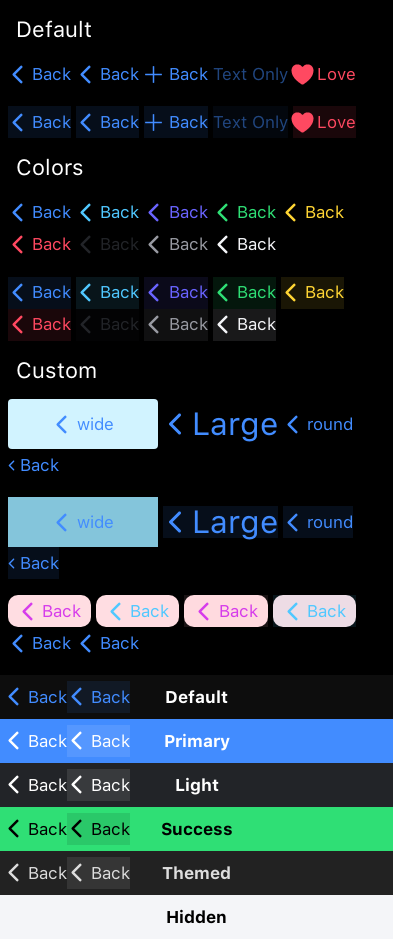 Default
Back Back Back Text Only Love
Back Back Back Text Only Love
Colors
Back Back Back Back Back
Back Back Back Back
Back Back Back Back Back
Back Back Back Back
Custom
wide Large round
Back
wide Large round
Back
Back Back Back Back
Back Back
Back Back Default
Back Back Primary
Back Back Light
Back Back Success
Back Back Themed
Hidden